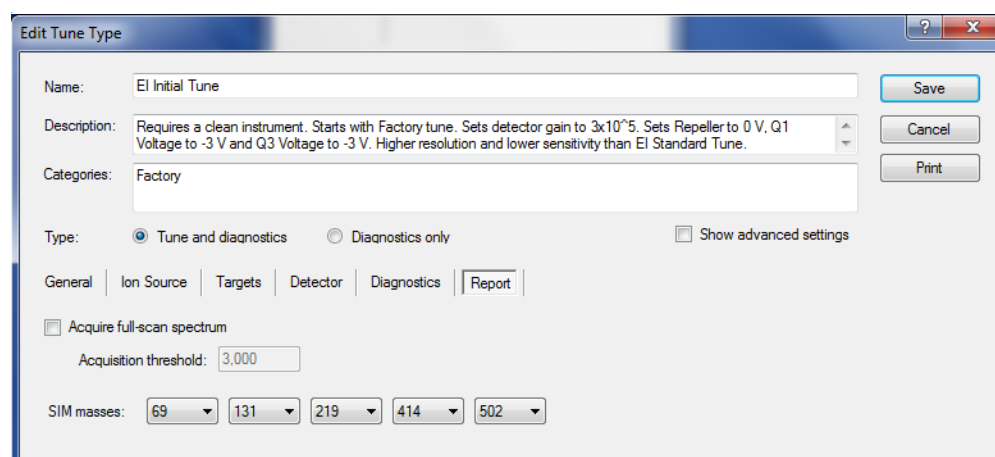 Edit Tune Type
?
X
Name: EI Initial Tune
Save
Description: Requires a clean instrument. Starts with Factory tune. Sets detector gain to 3x10^5. Sets Repeller to 0 V, Q1
Voltage to -3 V and Q3 Voltage to -3 V. Higher resolution and lower sensitivity than EI Standard Tune.
Cancel
Categories: Factory
Print
Type: Tune and diagnostics Diagnostics only Show advanced settings
General Ion Source Targets Detector Diagnostics Report
Acquire full-scan spectrum
Acquisition threshold: 3,000
SIM masses: 69 131 219 414 502